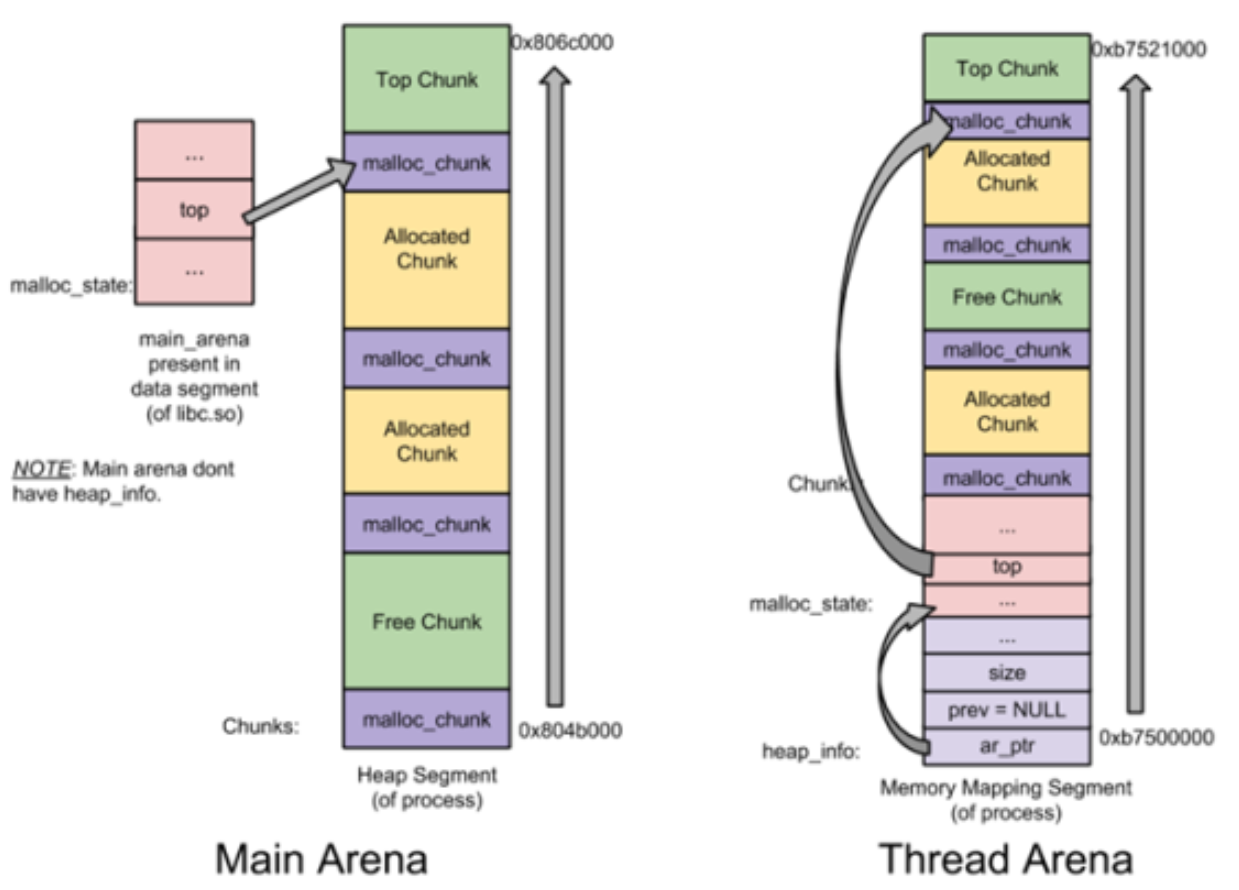 0x806c000
Top Chunk
malloc_chunk
...
top
...
malloc_state:
main_arena
present in
data segment
(of libc.so)
NOTE: Main arena dont
have heap_info.
Allocated
Chunk
malloc_chunk
Allocated
Chunk
malloc_chunk
Free Chunk
Chunks:
malloc_chunk
0x804b000
Heap Segment
(of process)
Main Arena
0xb7521000
Top Chunk
malloc_chunk
Allocated
Chunk
malloc_chunk
Free Chunk
malloc_chunk
Allocated
Chunk
Chunk
malloc_chunk
...
top
malloc_state:
...
...
size
prev = NULL
heap_info:
ar_ptr
0xb7500000
Memory Mapping Segment
(of process)
Thread Arena